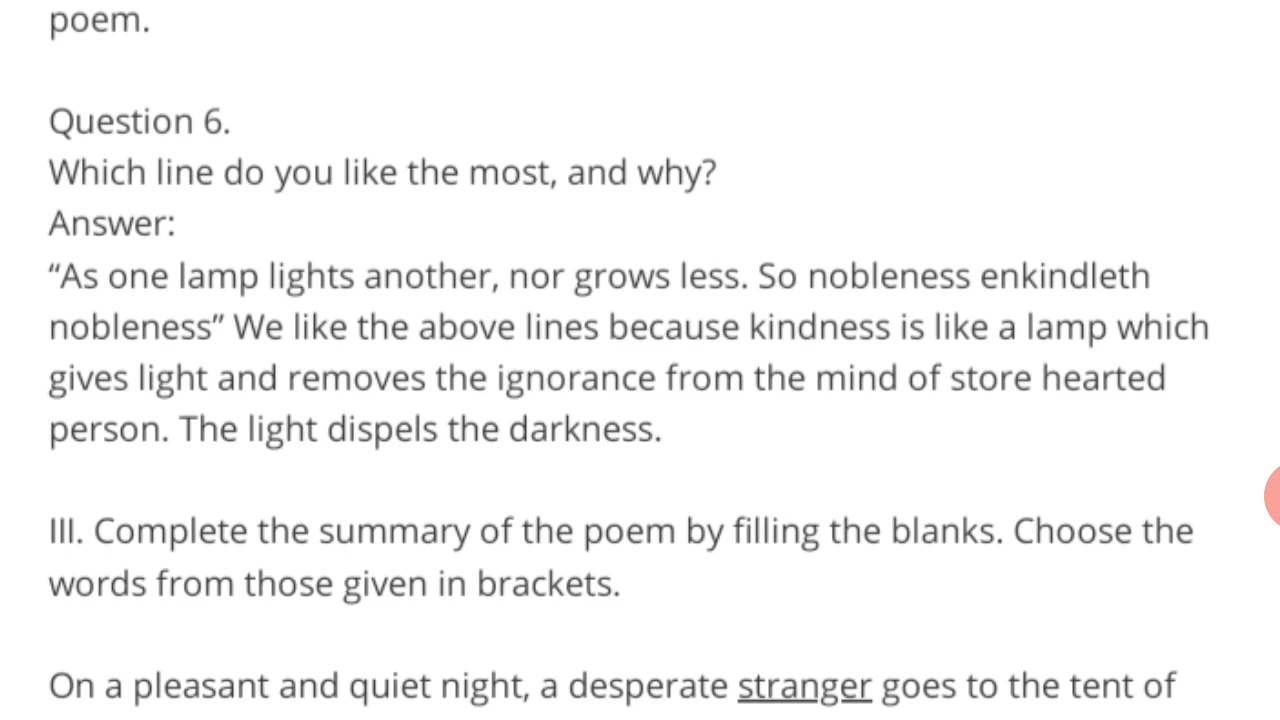 poem.
Question 6.
Which line do you like the most, and why?
Answer:
“As one lamp lights another, nor grows less. So nobleness enkindleth
nobleness” We like the above lines because kindness is like a lamp which
gives light and removes the ignorance from the mind of store hearted
person. The light dispels the darkness.
III. Complete the summary of the poem by filling the blanks. Choose the
words from those given in brackets.
On a pleasant and quiet night, a desperate stranger goes to the tent of